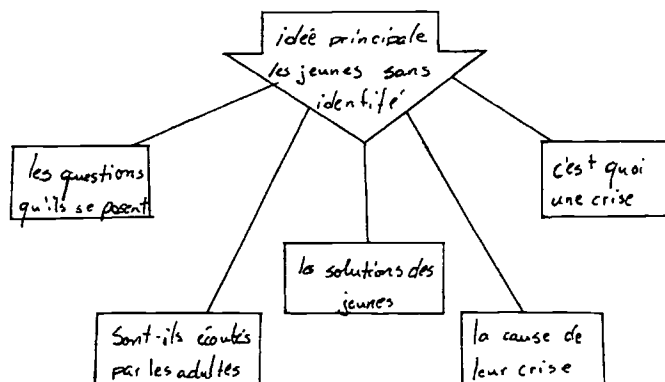 idée principale
les jeunes sans
identité
les questions
qu'ils se posent
c'est quoi
une crise
les solutions des
jeunes
Sont-ils écoutés
par les adultes
la cause de
leur crise